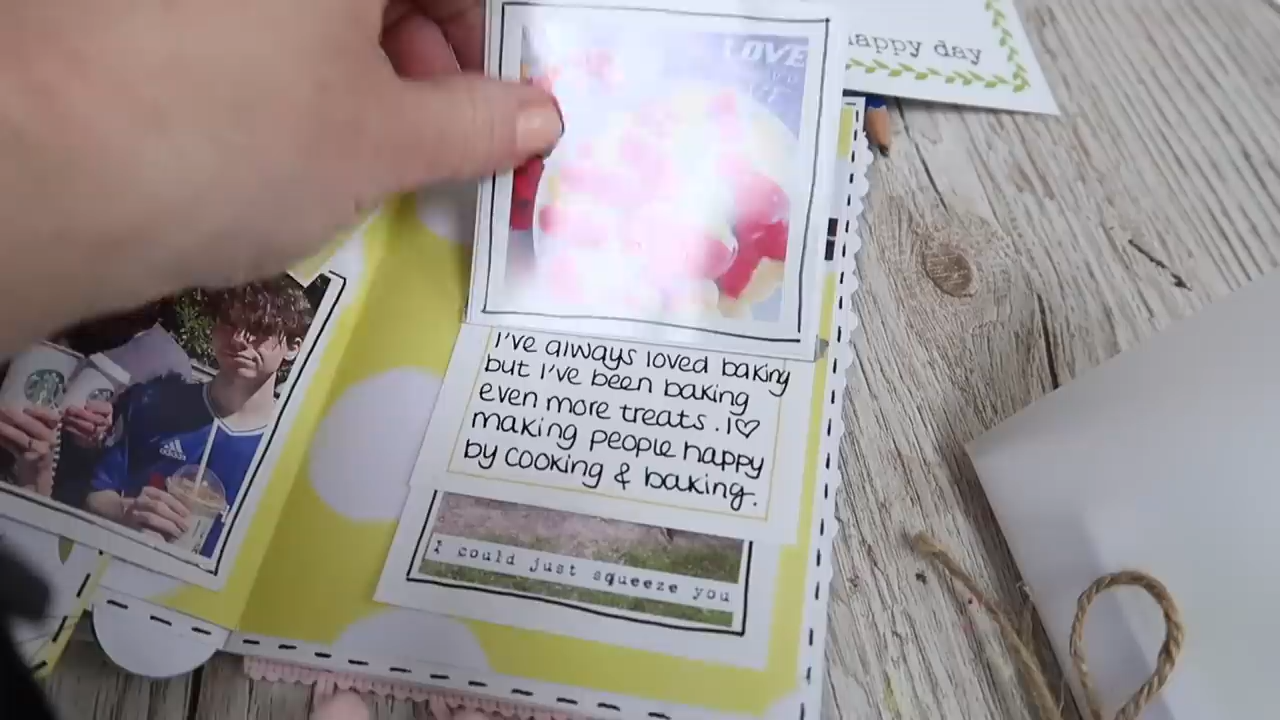 LOVE
happy day
I've always loved baking
but I've been baking
even more treats. I♡
making people happy
by cooking & baking.
I could just squeeze you